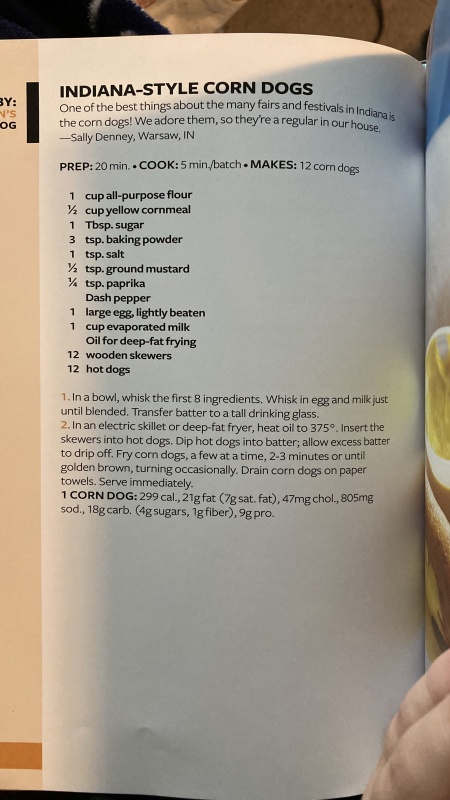 BY:
N'S
OG
INDIANA-STYLE CORN DOGS
One of the best things about the many fairs and festivals in Indiana is
the corn dogs! We adore them, so they're a regular in our house.
—Sally Denney, Warsaw, IN
PREP: 20 min. • COOK: 5 min./batch • MAKES: 12 corn dogs
1 cup all-purpose flour
½ cup yellow cornmeal
1 Tbsp. sugar
3 tsp. baking powder
1 tsp. salt
½ tsp. ground mustard
¼ tsp. paprika
Dash pepper
1 large egg, lightly beaten
1 cup evaporated milk
Oil for deep-fat frying
12 wooden skewers
12 hot dogs
1. In a bowl, whisk the first 8 ingredients. Whisk in egg and milk just
until blended. Transfer batter to a tall drinking glass.
2. In an electric skillet or deep-fat fryer, heat oil to 375°. Insert the
skewers into hot dogs. Dip hot dogs into batter; allow excess batter
to drip off. Fry corn dogs, a few at a time, 2-3 minutes or until
golden brown, turning occasionally. Drain corn dogs on paper
towels. Serve immediately.
1 CORN DOG: 299 cal., 21g fat (7g sat. fat), 47mg chol., 805mg
sod., 18g carb. (4g sugars, 1g fiber), 9g pro.